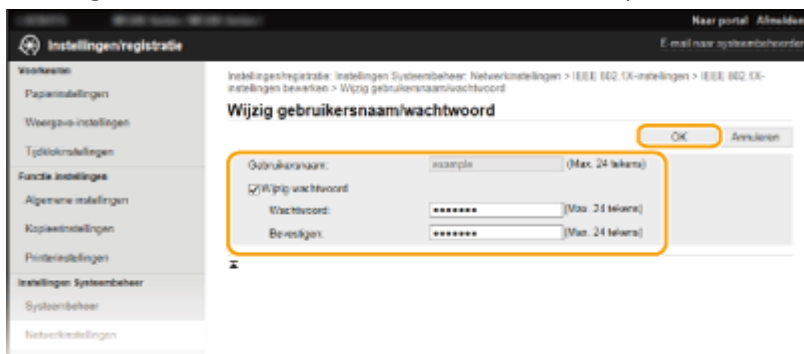 Naar portal Afmelden
Instellingen/registratie
E-mail naar systeembeheerder
Voorkeuren
Papierinstellingen
Weergave-instellingen
Tijdklokinstellingen
Functie instellingen
Algemene instellingen
Kopieerinstellingen
Printerinstellingen
Instellingen Systeembeheer
Systeembeheer
Netwerkinstellingen
Instellingen/registratie: Instellingen Systeembeheer: Netwerkinstellingen > IEEE 802.1X-instellingen > IEEE 802.1X-
instellingen bewerken > Wijzig gebruikersnaam/wachtwoord
Wijzig gebruikersnaam/wachtwoord
OK Annuleren
Gebruikersnaam: example (Max. 24 tekens)
Wijzig wachtwoord
Wachtwoord: ••••••• (Max. 24 tekens)
Bevestigen: ••••••• (Max. 24 tekens)